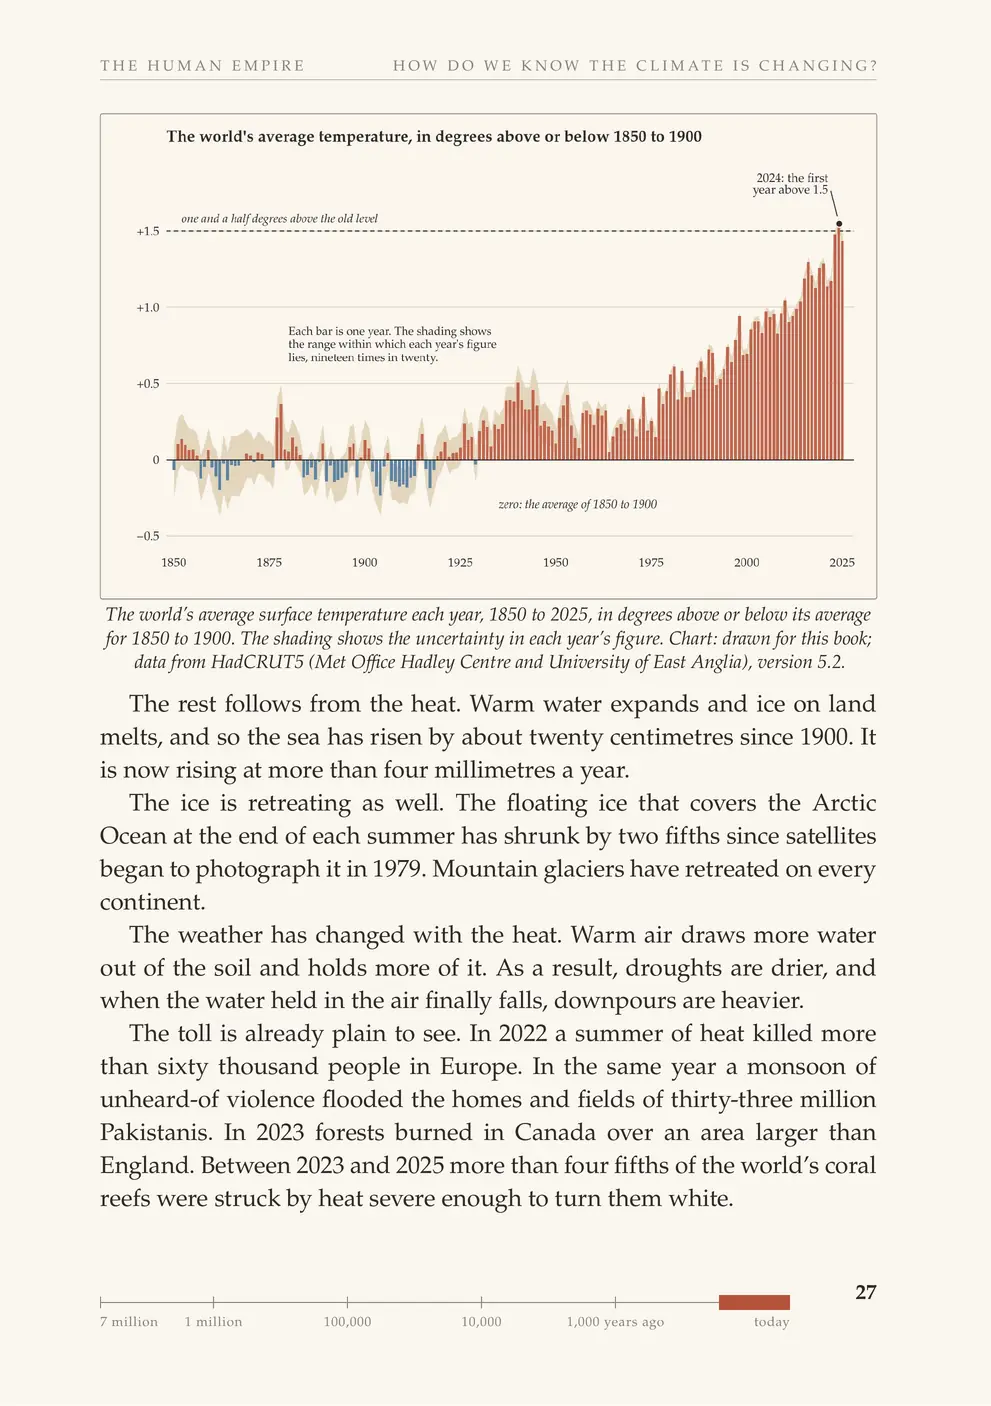 THE HUMAN EMPIRE
HOW DO WE KNOW THE CLIMATE IS CHANGING?
The world's average temperature, in degrees above or below 1850 to 1900
2024: the first
year above 1.5
one and a half degrees above the old level
+1.5
+1.0
Each bar is one year. The shading shows
the range within which each year's figure
lies, nineteen times in twenty.
+0.5
0
zero: the average of 1850 to 1900
−0.5
1850 1875 1900 1925 1950 1975 2000 2025
The world’s average surface temperature each year, 1850 to 2025, in degrees above or below its average
for 1850 to 1900. The shading shows the uncertainty in each year’s figure. Chart: drawn for this book;
data from HadCRUT5 (Met Office Hadley Centre and University of East Anglia), version 5.2.
The rest follows from the heat. Warm water expands and ice on land
melts, and so the sea has risen by about twenty centimetres since 1900. It
is now rising at more than four millimetres a year.
The ice is retreating as well. The floating ice that covers the Arctic
Ocean at the end of each summer has shrunk by two fifths since satellites
began to photograph it in 1979. Mountain glaciers have retreated on every
continent.
The weather has changed with the heat. Warm air draws more water
out of the soil and holds more of it. As a result, droughts are drier, and
when the water held in the air finally falls, downpours are heavier.
The toll is already plain to see. In 2022 a summer of heat killed more
than sixty thousand people in Europe. In the same year a monsoon of
unheard-of violence flooded the homes and fields of thirty-three million
Pakistanis. In 2023 forests burned in Canada over an area larger than
England. Between 2023 and 2025 more than four fifths of the world’s coral
reefs were struck by heat severe enough to turn them white.
27
7 million 1 million 100,000 10,000 1,000 years ago today